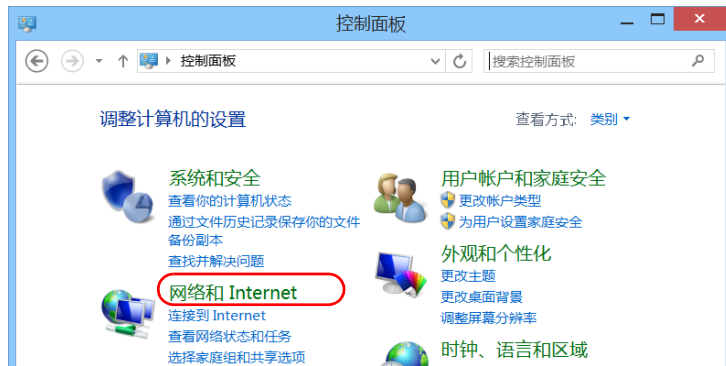 控制面板
控制面板
搜索控制面板
调整计算机的设置
查看方式: 类别
系统和安全
查看你的计算机状态
通过文件历史记录保存你的文件
备份副本
查找并解决问题
网络和 Internet
连接到 Internet
查看网络状态和任务
选择家庭组和共享选项
用户帐户和家庭安全
更改帐户类型
为用户设置家庭安全
外观和个性化
更改主题
更改桌面背景
调整屏幕分辨率
时钟、语言和区域